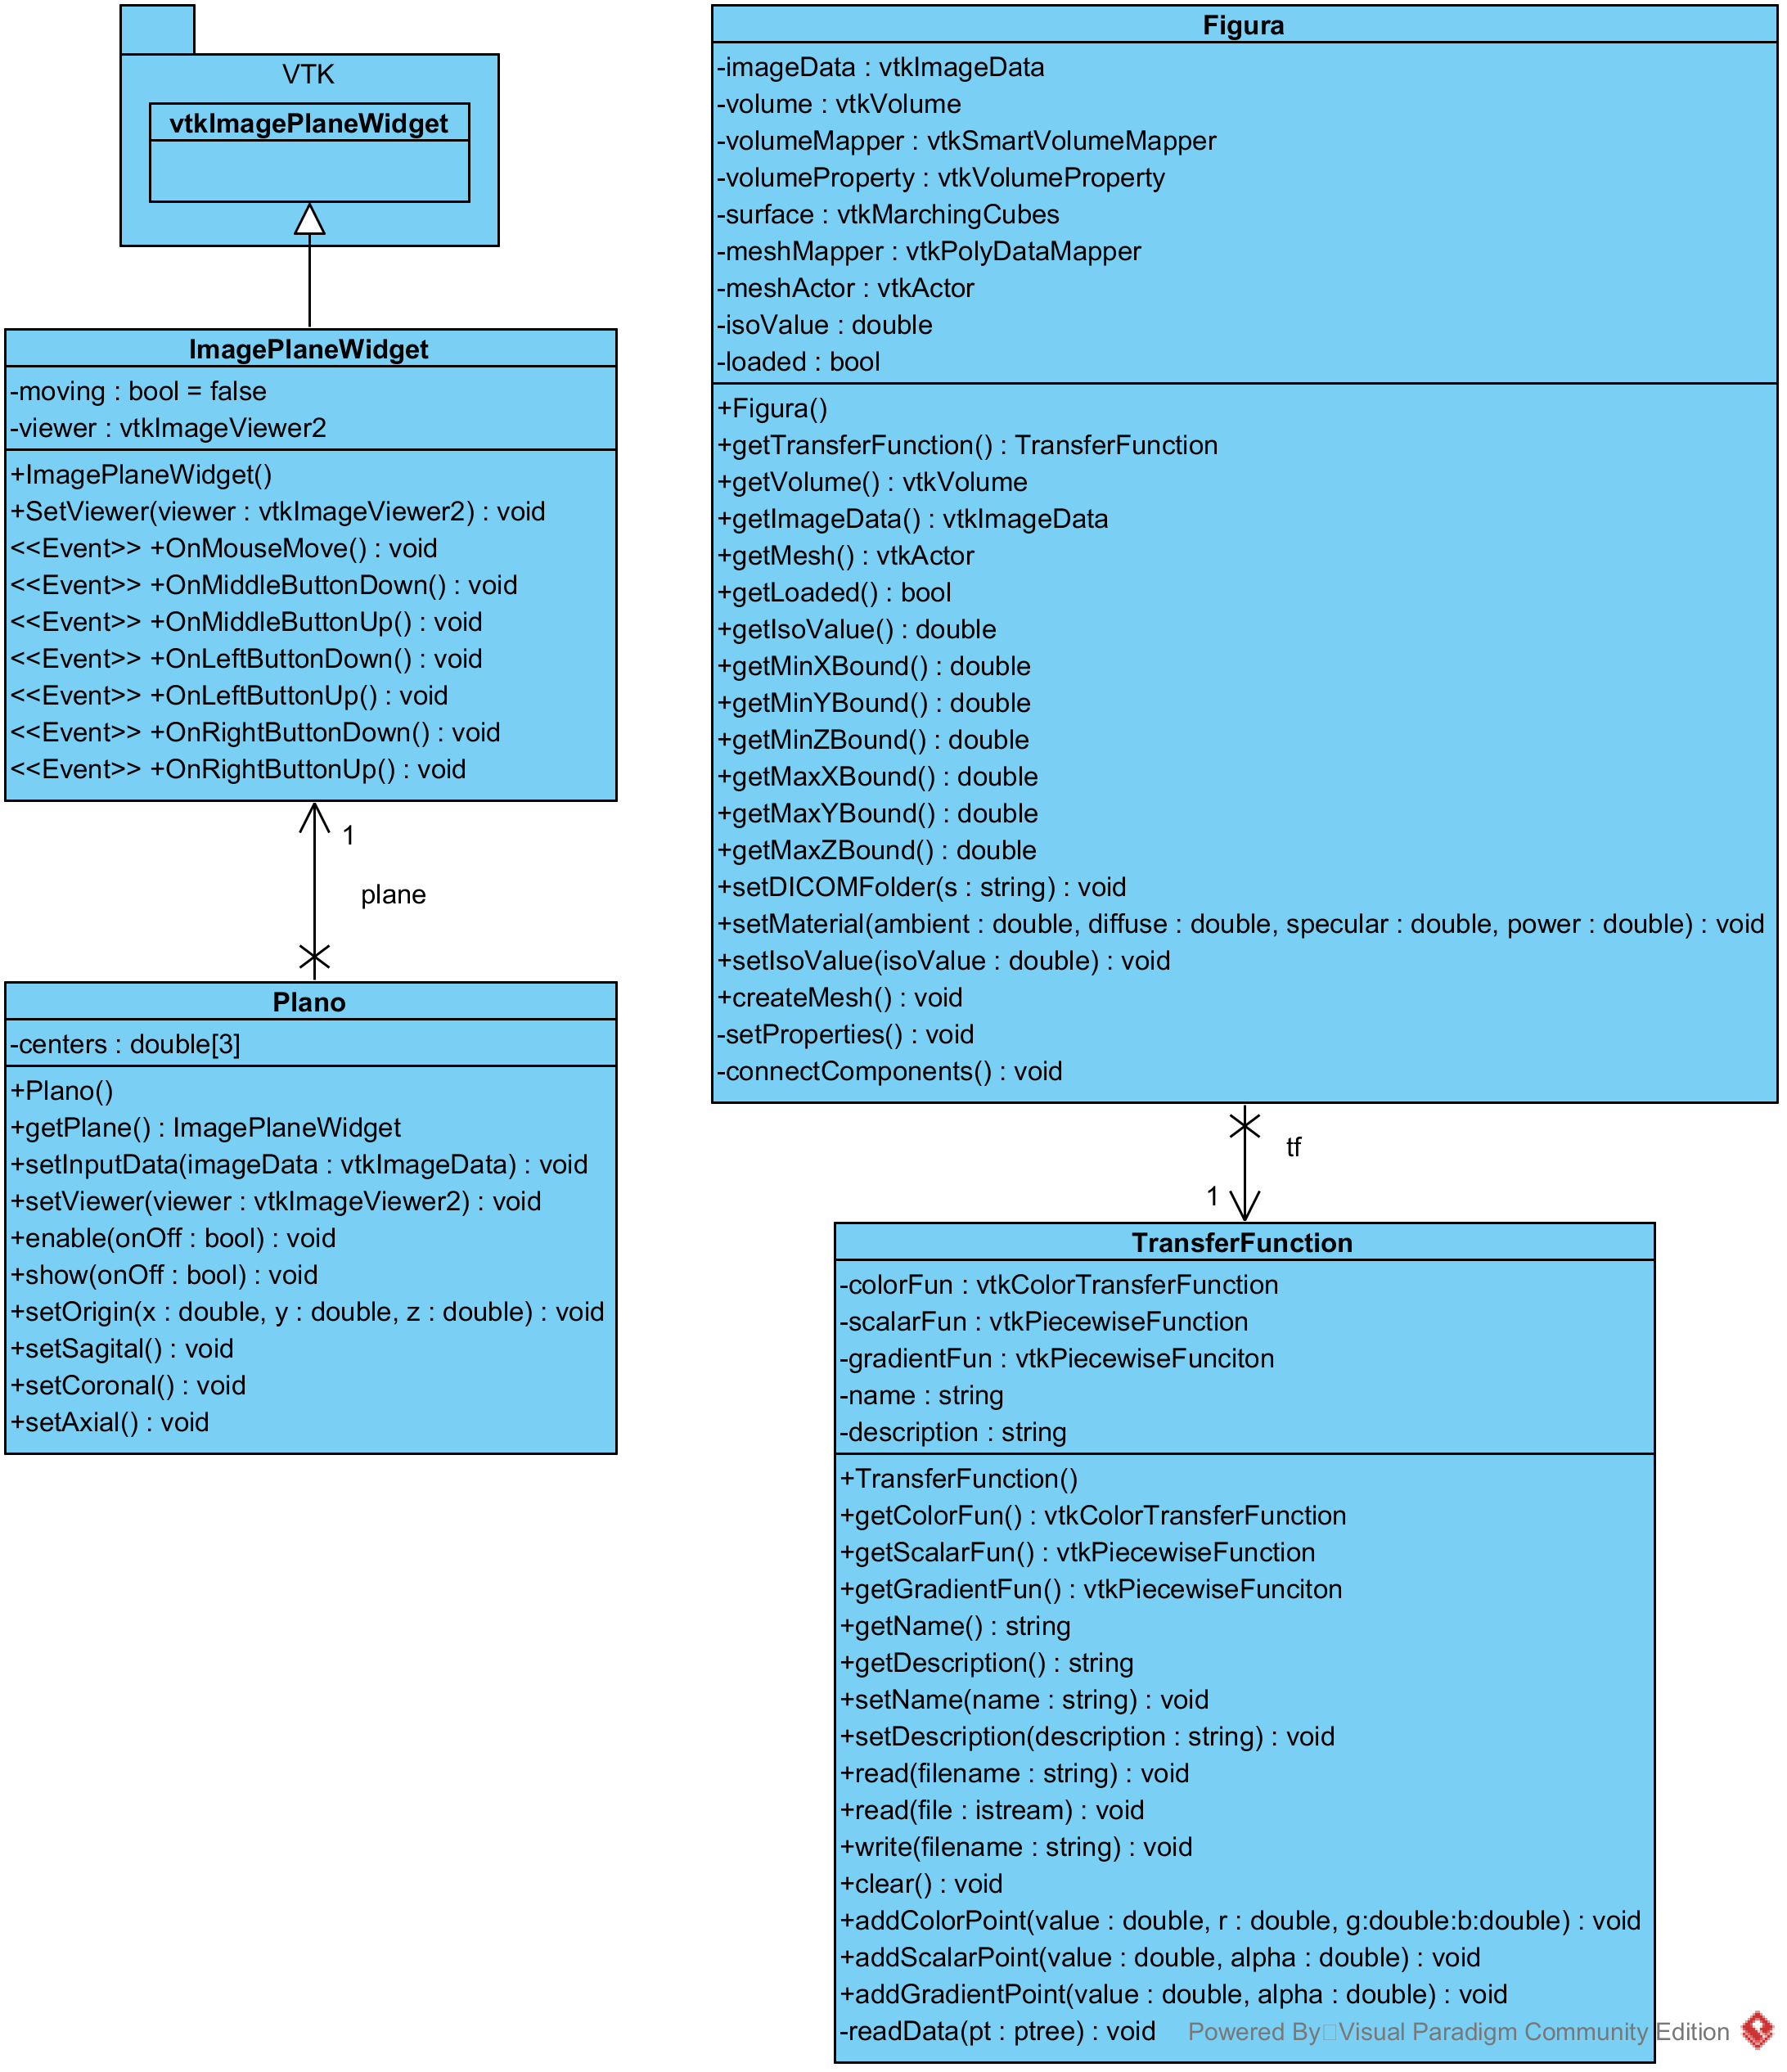 VTK
vtkImagePlaneWidget
ImagePlaneWidget
-moving : bool = false
-viewer : vtkImageViewer2
+ImagePlaneWidget()
+SetViewer(viewer : vtkImageViewer2) : void
<<Event>> +OnMouseMove() : void
<<Event>> +OnMiddleButtonDown() : void
<<Event>> +OnMiddleButtonUp() : void
<<Event>> +OnLeftButtonDown() : void
<<Event>> +OnLeftButtonUp() : void
<<Event>> +OnRightButtonDown() : void
<<Event>> +OnRightButtonUp() : void
1
plane
Plano
-centers : double[3]
+Plano()
+getPlane() : ImagePlaneWidget
+setInputData(imageData : vtkImageData) : void
+setViewer(viewer : vtkImageViewer2) : void
+enable(onOff : bool) : void
+show(onOff : bool) : void
+setOrigin(x : double, y : double, z : double) : void
+setSagital() : void
+setCoronal() : void
+setAxial() : void
Figura
-imageData : vtkImageData
-volume : vtkVolume
-volumeMapper : vtkSmartVolumeMapper
-volumeProperty : vtkVolumeProperty
-surface : vtkMarchingCubes
-meshMapper : vtkPolyDataMapper
-meshActor : vtkActor
-isoValue : double
-loaded : bool
+Figura()
+getTransferFunction() : TransferFunction
+getVolume() : vtkVolume
+getImageData() : vtkImageData
+getMesh() : vtkActor
+getLoaded() : bool
+getIsoValue() : double
+getMinXBound() : double
+getMinYBound() : double
+getMinZBound() : double
+getMaxXBound() : double
+getMaxYBound() : double
+getMaxZBound() : double
+setDICOMFolder(s : string) : void
+setMaterial(ambient : double, diffuse : double, specular : double, power : double) : void
+setIsoValue(isoValue : double) : void
+createMesh() : void
-setProperties() : void
-connectComponents() : void
tf
1
TransferFunction
-colorFun : vtkColorTransferFunction
-scalarFun : vtkPiecewiseFunction
-gradientFun : vtkPiecewiseFunciton
-name : string
-description : string
+TransferFunction()
+getColorFun() : vtkColorTransferFunction
+getScalarFun() : vtkPiecewiseFunction
+getGradientFun() : vtkPiecewiseFunciton
+getName() : string
+getDescription() : string
+setName(name : string) : void
+setDescription(description : string) : void
+read(filename : string) : void
+read(file : istream) : void
+write(filename : string) : void
+clear() : void
+addColorPoint(value : double, r : double, g:double:b:double) : void
+addScalarPoint(value : double, alpha : double) : void
+addGradientPoint(value : double, alpha : double) : void
-readData(pt : ptree) : void
Powered By Visual Paradigm Community Edition